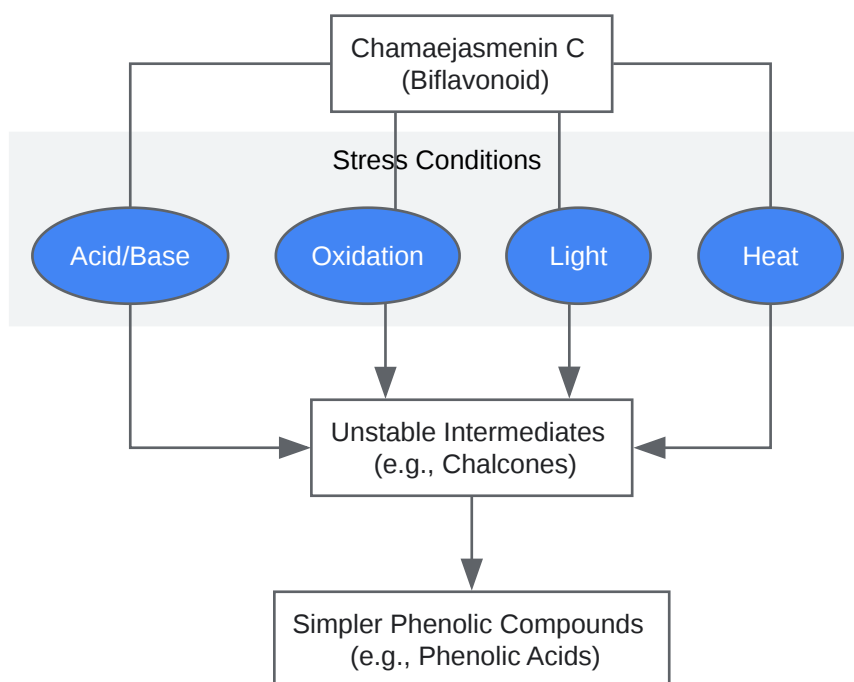 Chamaejasmenin C
(Biflavonoid)
Stress Conditions
Acid/Base
Oxidation
Light
Heat
Unstable Intermediates
(e.g., Chalcones)
Simpler Phenolic Compounds
(e.g., Phenolic Acids)